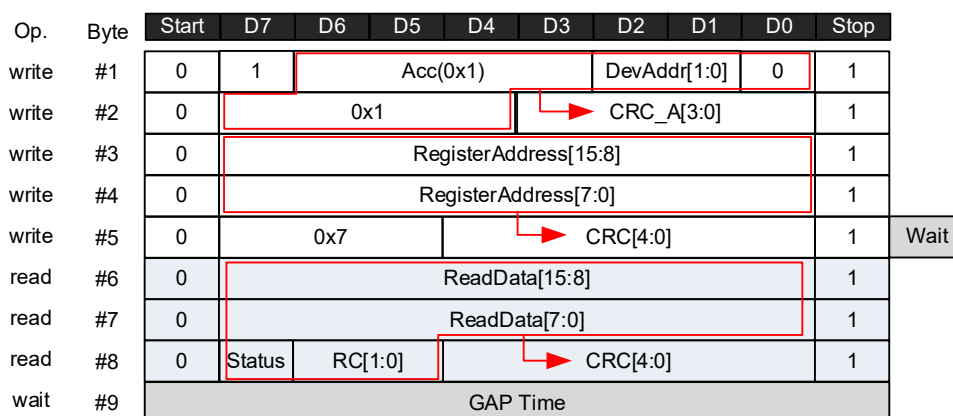 Op. Byte Start D7 D6 D5 D4 D3 D2 D1 D0 Stop
write #1 0 1 Acc(0x1) DevAddr[1:0] 0 1
write #2 0 0x1 CRC_A[3:0] 1
write #3 0 RegisterAddress[15:8] 1
write #4 0 RegisterAddress[7:0] 1
write #5 0 0x7 CRC[4:0] 1 Wait
read #6 0 ReadData[15:8] 1
read #7 0 ReadData[7:0] 1
read #8 0 Status RC[1:0] CRC[4:0] 1
wait #9 GAP Time